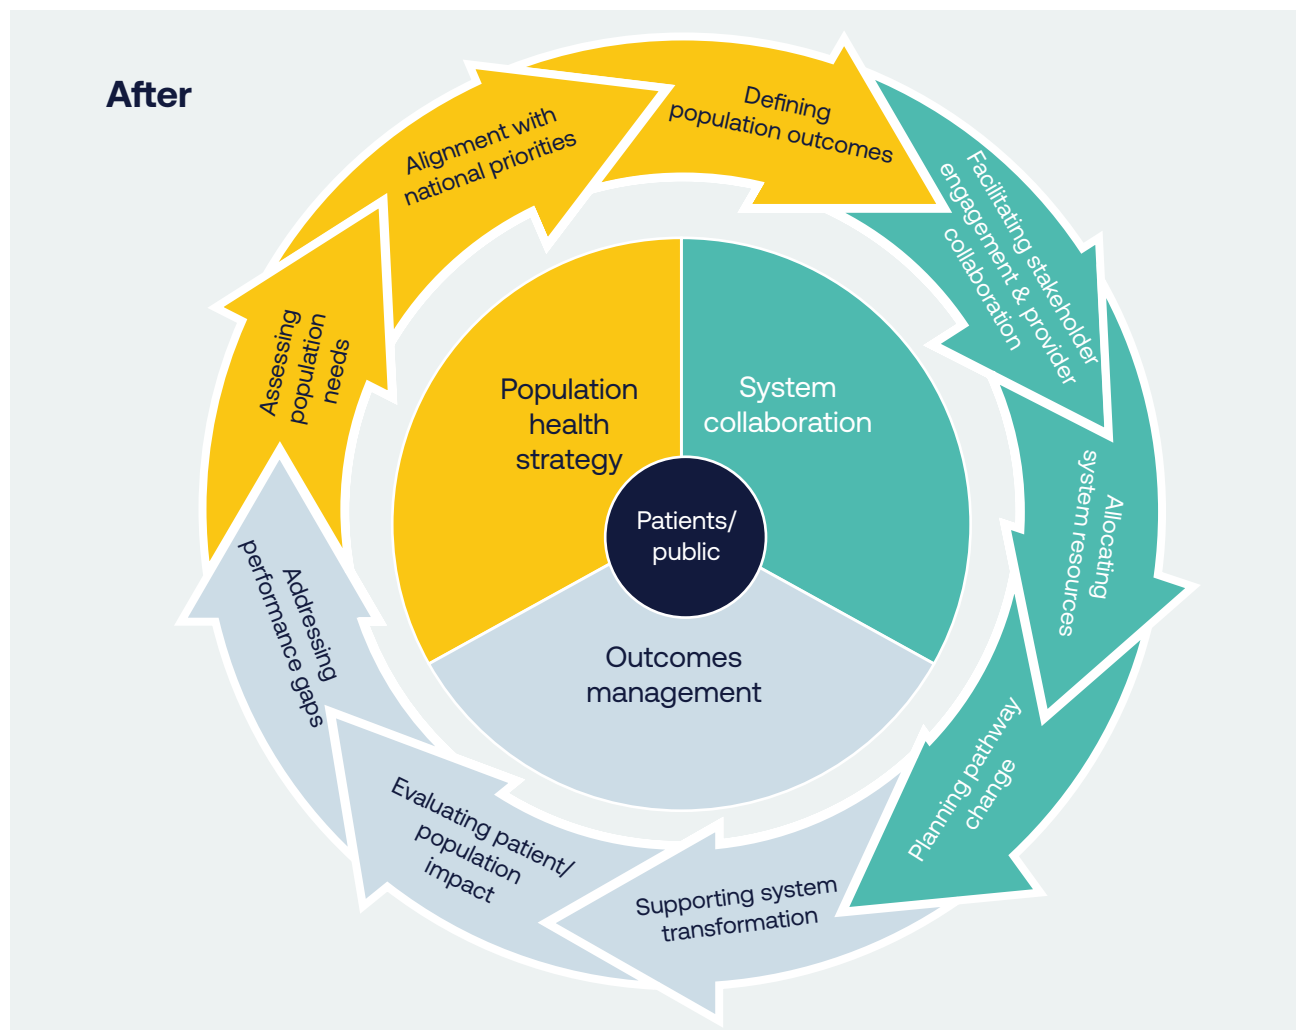 After
Defining
population outcomes
Facilitating stakeholder
engagement & provider
collaboration
Allocating
system resources
Planning pathway
change
Supporting system
transformation
Evaluating patient/
population
impact
Addressing
performance gaps
Assessing
population
needs
Alignment with
national priorities
Population
health
strategy
System
collaboration
Patients/
public
Outcomes
management